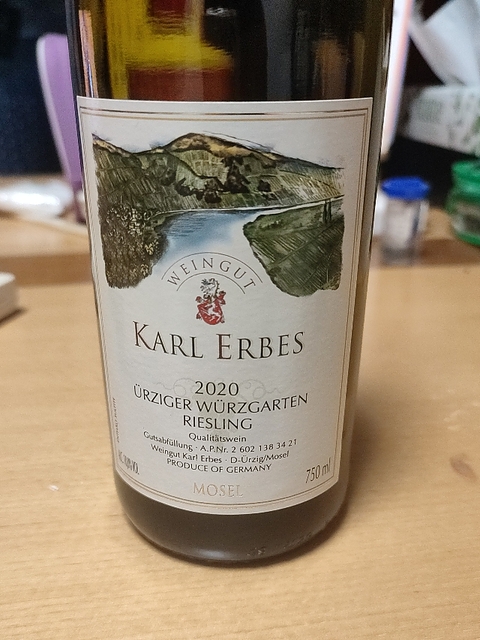 WEINGUT
KARL ERBES
2020
ÜRZIGER WÜRZGARTEN
RIESLING
Qualitätswein
Gutsabfüllung · A.P.Nr. 2 602 138 34 21
Weingut Karl Erbes · D-Ürzig/Mosel
PRODUCE OF GERMANY
750 ml
MOSEL